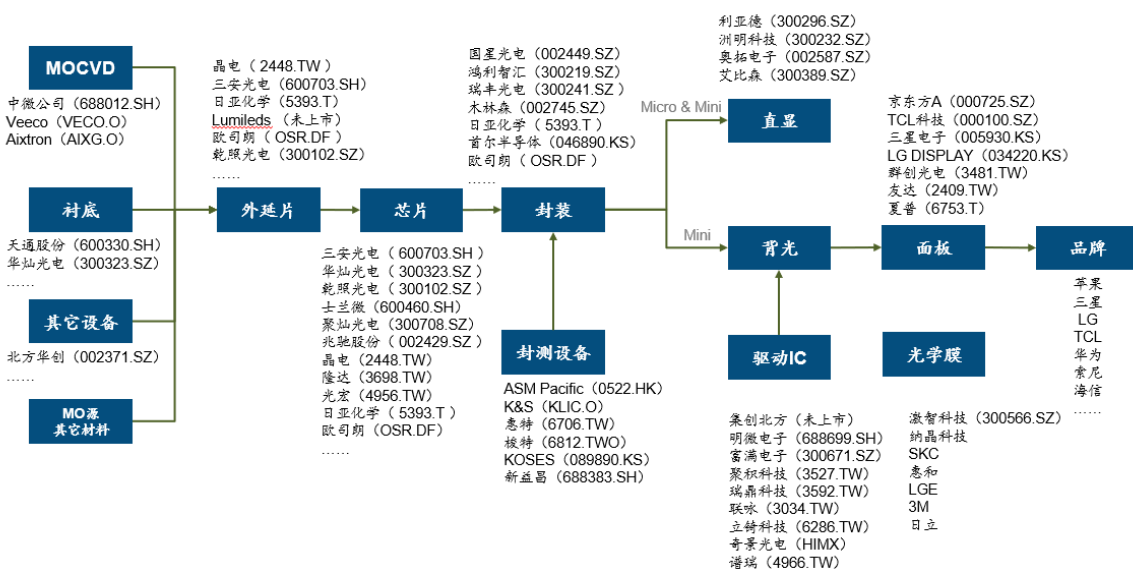 MOCVD
中微公司（688012.SH）
Veeco（VECO.O）
Aixtron（AIXG.O）
衬底
天通股份（600330.SH）
华灿光电（300323.SZ）
……
其它设备
北方华创（002371.SZ）
……
MO源
其它材料
晶电（ 2448.TW ）
三安光电（600703.SH）
日亚化学（5393.T）
Lumileds （未上市）
欧司朗（ OSR.DF）
乾照光电（300102.SZ）
……
外延片
芯片
三安光电（ 600703.SH ）
华灿光电（ 300323.SZ ）
乾照光电（ 300102.SZ ）
士兰微（600460.SH）
聚灿光电（300708.SZ）
兆驰股份（002429.SZ）
晶电（2448.TW）
隆达（3698.TW）
光宏（4956.TW）
日亚化学（ 5393.T ）
欧司朗（OSR.DF）
……
国星光电（002449.SZ）
鸿利智汇（300219.SZ）
瑞丰光电（300241.SZ ）
木林森（002745.SZ）
日亚化学（ 5393.T ）
首尔半导体（046890.KS）
欧司朗（ OSR.DF）
……
封装
封测设备
ASM Pacific（0522.HK）
K&S（KLIC.O）
惠特（6706.TW）
梭特（6812.TWO）
KOSES（089890.KS）
新益昌（688383.SH）
利亚德（300296.SZ）
洲明科技（300232.SZ）
奥拓电子（002587.SZ）
艾比森（300389.SZ）
Micro & Mini
直显
Mini
背光
驱动IC
集创北方（未上市）
明微电子（688699.SH）
富满电子（300671.SZ）
聚积科技（3527.TW）
瑞鼎科技（3592.TW）
联咏（3034.TW）
立锜科技（6286.TW）
奇景光电（HIMX）
谱瑞（4966.TW）
京东方A（000725.SZ）
TCL科技（000100.SZ）
三星电子（005930.KS）
LG DISPLAY（034220.KS）
群创光电（3481.TW）
友达（2409.TW）
夏普（6753.T）
面板
光学膜
激智科技（300566.SZ）
纳晶科技
SKC
惠和
LGE
3M
日立
品牌
苹果
三星
LG
TCL
华为
索尼
海信
……